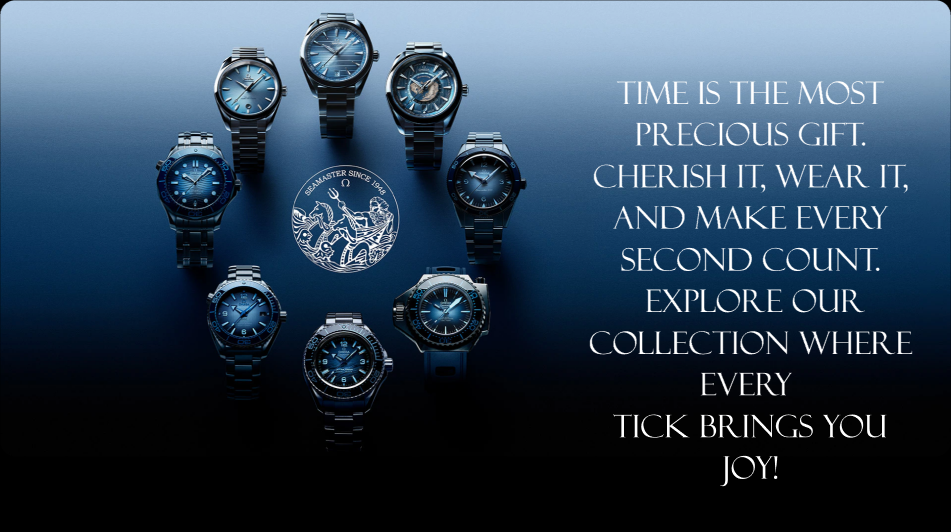 SEAMASTER SINCE 1948
Ω
TIME IS THE MOST
PRECIOUS GIFT.
CHERISH IT, WEAR IT,
AND MAKE EVERY
SECOND COUNT.
EXPLORE OUR
COLLECTION WHERE
EVERY
TICK BRINGS YOU
JOY!